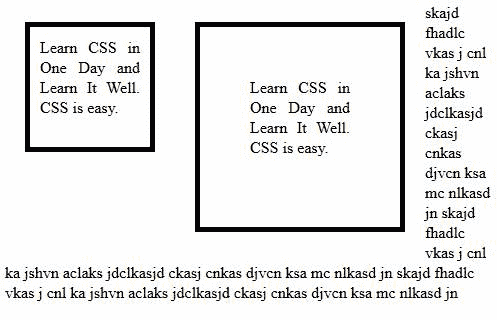 Learn CSS in
One Day and
Learn It Well.
CSS is easy.
Learn CSS in
One Day and
Learn It Well.
CSS is easy.
skajd
fhadlc
vkas j cnl
ka jshvn
aclaks
jdclkasjd
ckasj
cnkas
djvcn ksa
mc nlkasd
jn skajd
fhadlc
vkas j cnl
ka jshvn aclaks jdclkasjd ckasj cnkas djvcn ksa mc nlkasd jn skajd fhadlc
vkas j cnl ka jshvn aclaks jdclkasjd ckasj cnkas djvcn ksa mc nlkasd jn